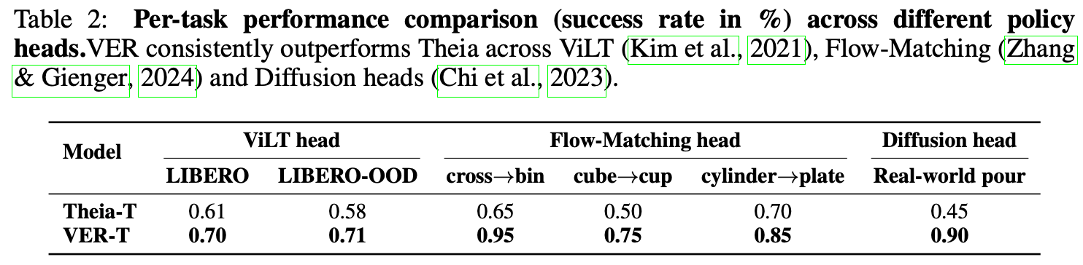 Table 2: Per-task performance comparison (success rate in %) across different policy
heads.VER consistently outperforms Theia across ViLT (Kim et al., 2021), Flow-Matching (Zhang
& Gienger, 2024) and Diffusion heads (Chi et al., 2023).
Model ViLT head Flow-Matching head Diffusion head
LIBERO LIBERO-OOD cross→bin cube→cup cylinder→plate Real-world pour
Theia-T 0.61 0.58 0.65 0.50 0.70 0.45
VER-T 0.70 0.71 0.95 0.75 0.85 0.90